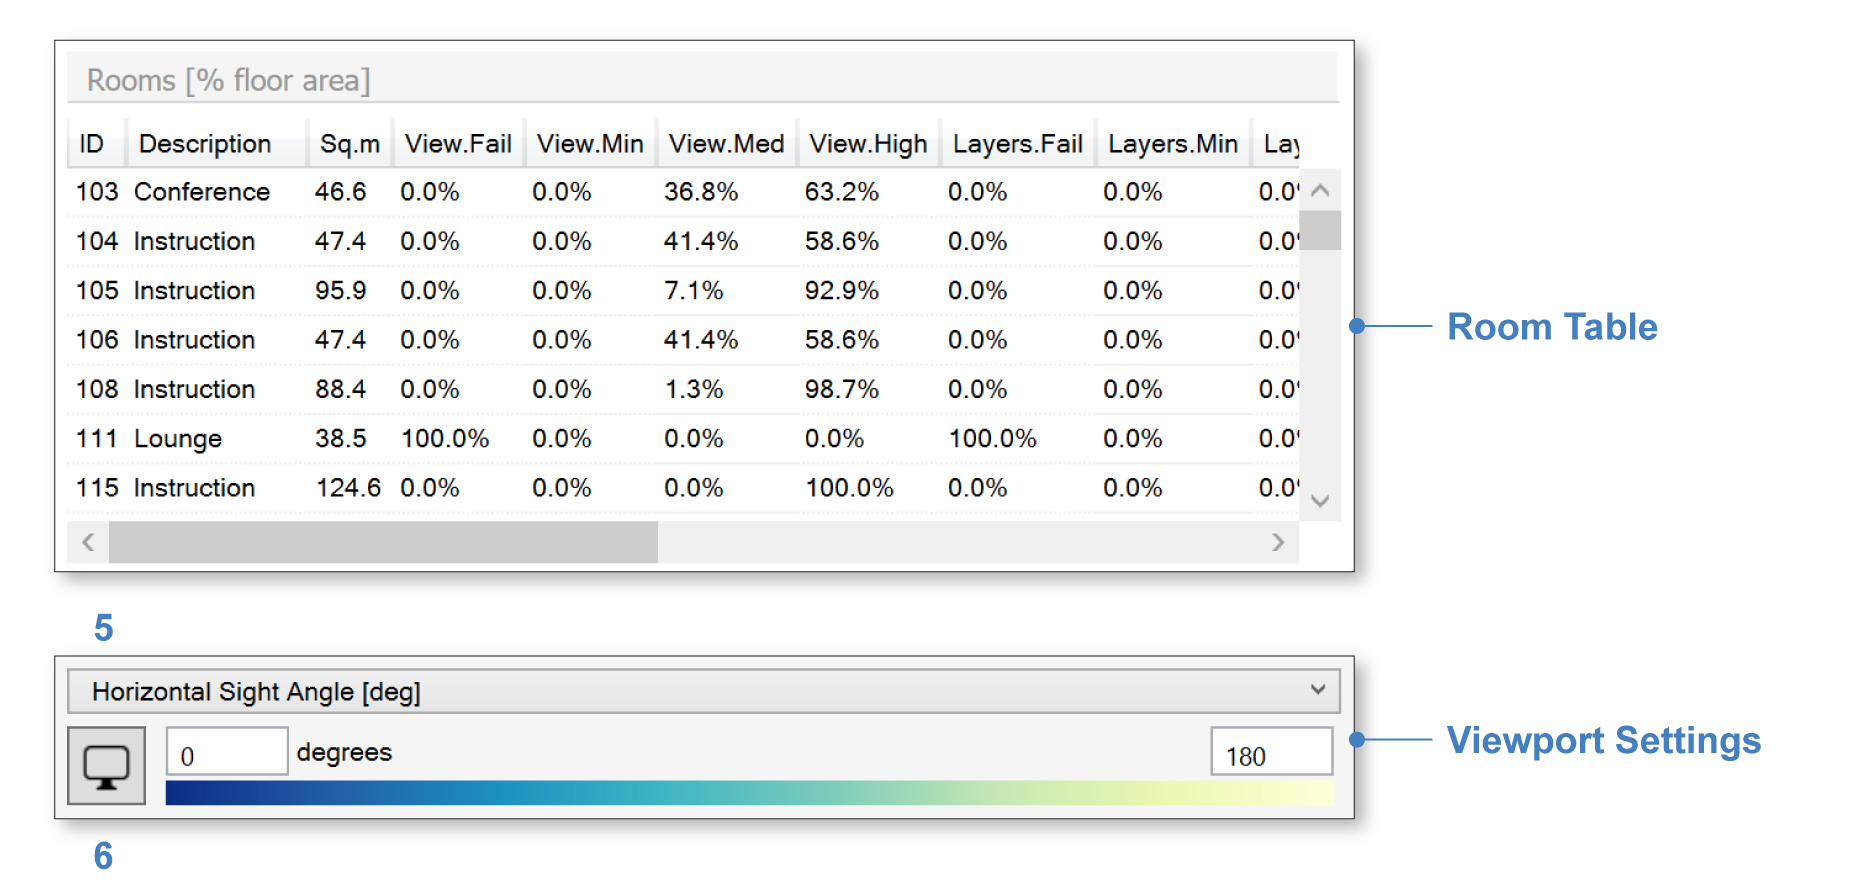 Rooms [% floor area]
ID Description Sq.m View.Fail View.Min View.Med View.High Layers.Fail Layers.Min Lay
103 Conference 46.6 0.0% 0.0% 36.8% 63.2% 0.0% 0.0% 0.0
104 Instruction 47.4 0.0% 0.0% 41.4% 58.6% 0.0% 0.0% 0.0
105 Instruction 95.9 0.0% 0.0% 7.1% 92.9% 0.0% 0.0% 0.0
106 Instruction 47.4 0.0% 0.0% 41.4% 58.6% 0.0% 0.0% 0.0
108 Instruction 88.4 0.0% 0.0% 1.3% 98.7% 0.0% 0.0% 0.0
111 Lounge 38.5 100.0% 0.0% 0.0% 0.0% 100.0% 0.0% 0.0
115 Instruction 124.6 0.0% 0.0% 0.0% 100.0% 0.0% 0.0% 0.0
Room Table
5
Horizontal Sight Angle [deg]
0 degrees 180
Viewport Settings
6